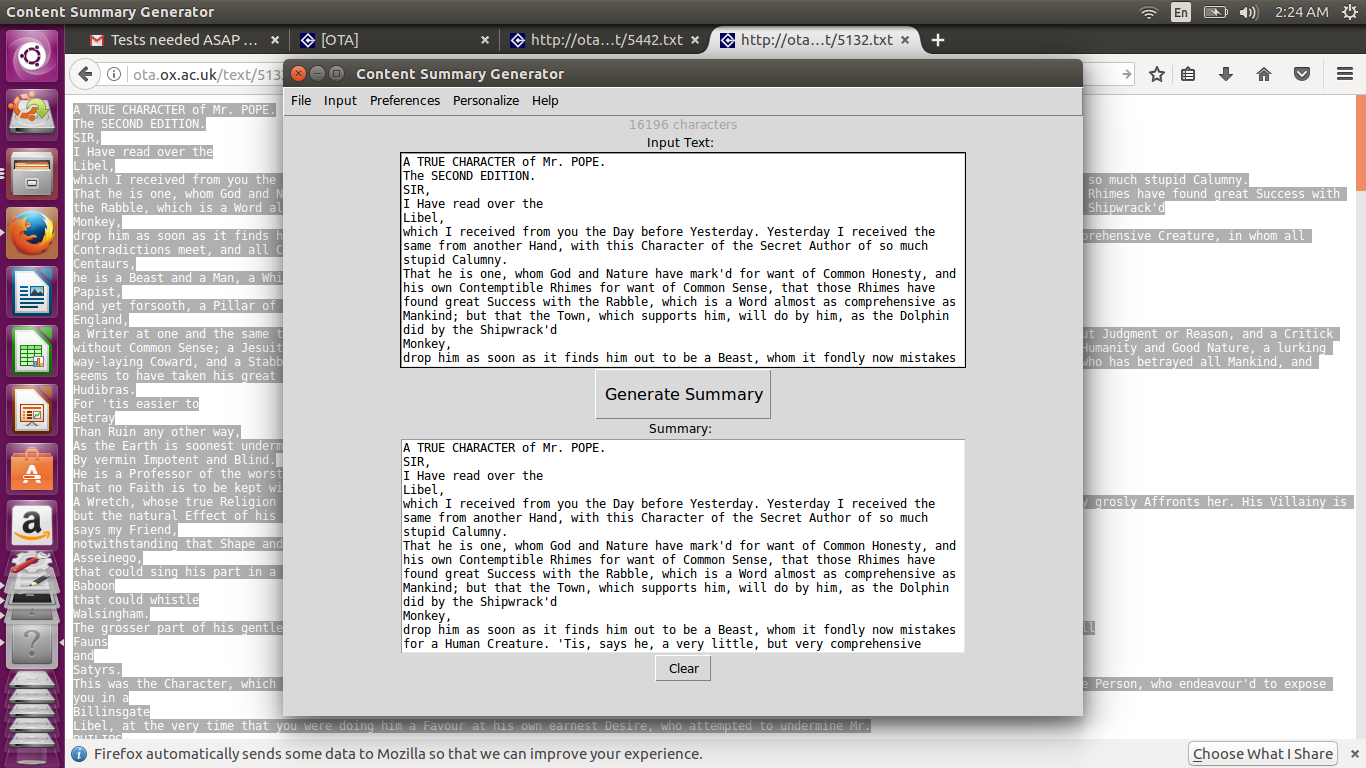 Content Summary Generator
En
2:24 AM
Tests needed ASAP ...
[OTA]
http://ota...t/5442.txt
http://ota...t/5132.txt
ota.ox.ac.uk/text/513
Content Summary Generator
File Input Preferences Personalize Help
16196 characters
Input Text:
A TRUE CHARACTER of Mr. POPE.
The SECOND EDITION.
SIR,
I Have read over the
Libel,
which I received from you the Day before Yesterday. Yesterday I received the
same from another Hand, with this Character of the Secret Author of so much
stupid Calumny.
That he is one, whom God and Nature have mark'd for want of Common Honesty, and
his own Contemptible Rhimes for want of Common Sense, that those Rhimes have
found great Success with the Rabble, which is a Word almost as comprehensive as
Mankind; but that the Town, which supports him, will do by him, as the Dolphin
did by the Shipwrack'd
Monkey,
drop him as soon as it finds him out to be a Beast, whom it fondly now mistakes
Generate Summary
Summary:
A TRUE CHARACTER of Mr. POPE.
SIR,
I Have read over the
Libel,
which I received from you the Day before Yesterday. Yesterday I received the
same from another Hand, with this Character of the Secret Author of so much
stupid Calumny.
That he is one, whom God and Nature have mark'd for want of Common Honesty, and
his own Contemptible Rhimes for want of Common Sense, that those Rhimes have
found great Success with the Rabble, which is a Word almost as comprehensive as
Mankind; but that the Town, which supports him, will do by him, as the Dolphin
did by the Shipwrack'd
Monkey,
drop him as soon as it finds him out to be a Beast, whom it fondly now mistakes
for a Human Creature. 'Tis, says he, a very little, but very comprehensive
Clear
A TRUE CHARACTER of Mr. POPE.
The SECOND EDITION.
SIR,
I Have read over the
Libel,
which I received from you the so much stupid Calumny.
That he is one, whom God and N Rhimes have found great Success with
the Rabble, which is a Word al Shipwrack'd
Monkey,
drop him as soon as it finds h prehensive Creature, in whom all
Contradictions meet, and all C
Centaurs,
he is a Beast and a Man, a Whi
Papist,
and yet forsooth, a Pillar of
England,
a Writer at one and the same t ut Judgment or Reason, and a Critick
without Common Sense; a Jesuit Humanity and Good Nature, a lurking
way-laying Coward, and a Stabb who has betrayed all Mankind, and
seems to have taken his great
Hudibras.
For 'tis easier to
Betray
Than Ruin any other way,
As the Earth is soonest underm
By vermin Impotent and Blind.
He is a Professor of the worst
That no Faith is to be kept wi
A Wretch, whose true Religion y grosly Affronts her. His Villainy is
but the natural Effect of his
says my Friend,
notwithstanding that Shape and
Asseinego,
that could sing his part in a
Baboon
that could whistle
Walsingham.
The grosser part of his gentle
Fauns
and
Satyrs.
This was the Character, which e Person, who endeavour'd to expose
you in a
Billinsgate
Libel, at the very time that you were doing him a Favour at his own earnest Desire, who attempted to undermine Mr.
Firefox automatically sends some data to Mozilla so that we can improve your experience.
Choose What I Share